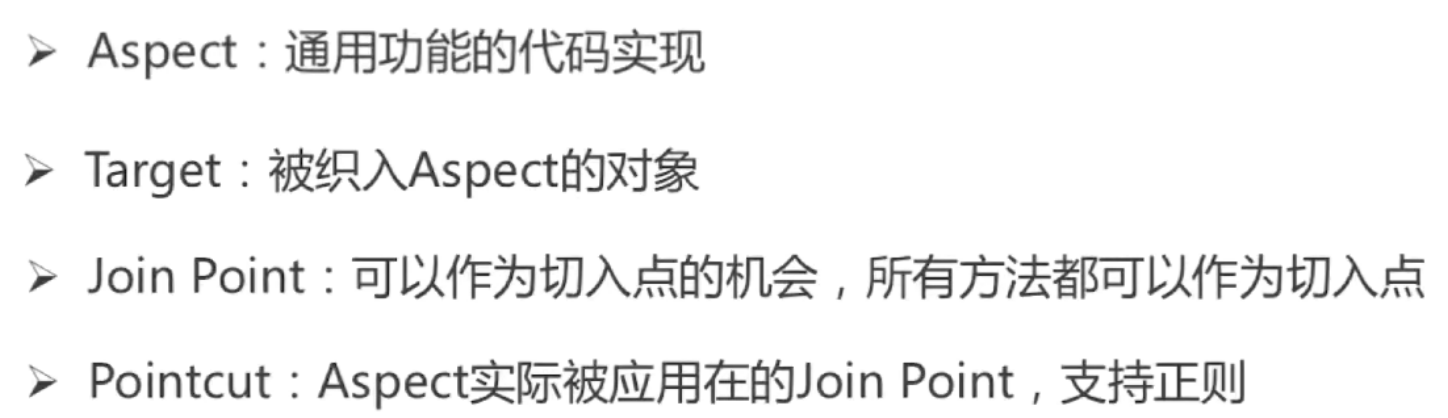 ➢ Aspect：通用功能的代码实现
➢ Target：被织入Aspect的对象
➢ Join Point：可以作为切入点的机会，所有方法都可以作为切入点
➢ Pointcut：Aspect实际被应用在的Join Point，支持正则